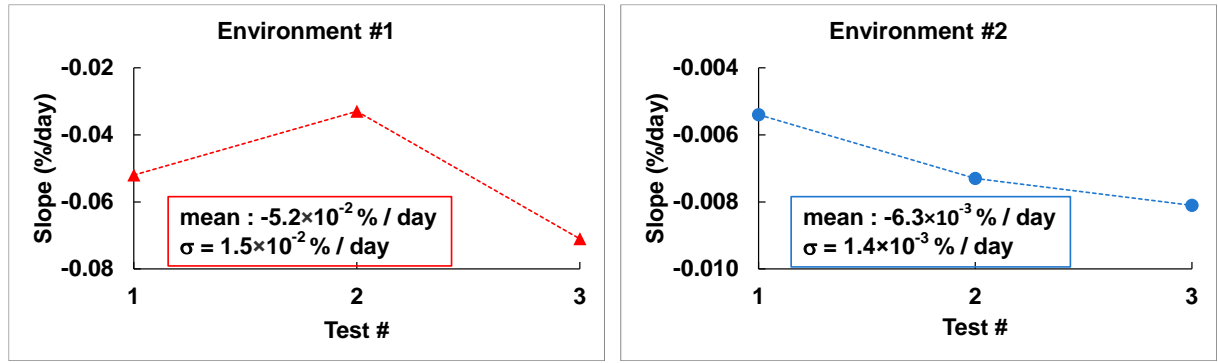 Environment #1
-0.02
-0.04
-0.06
-0.08
Slope (%/day)
mean : -5.2×10⁻² % / day
σ = 1.5×10⁻² % / day
1 2 3
Test #
Environment #2
-0.004
-0.006
-0.008
-0.010
Slope (%/day)
mean : -6.3×10⁻³ % / day
σ = 1.4×10⁻³ % / day
1 2 3
Test #